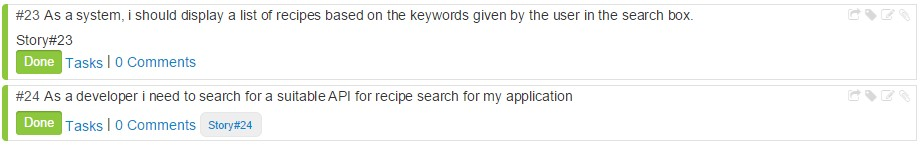 #23 As a system, i should display a list of recipes based on the keywords given by the user in the search box.
Story#23
Done Tasks | 0 Comments
#24 As a developer i need to search for a suitable API for recipe search for my application
Done Tasks | 0 Comments Story#24